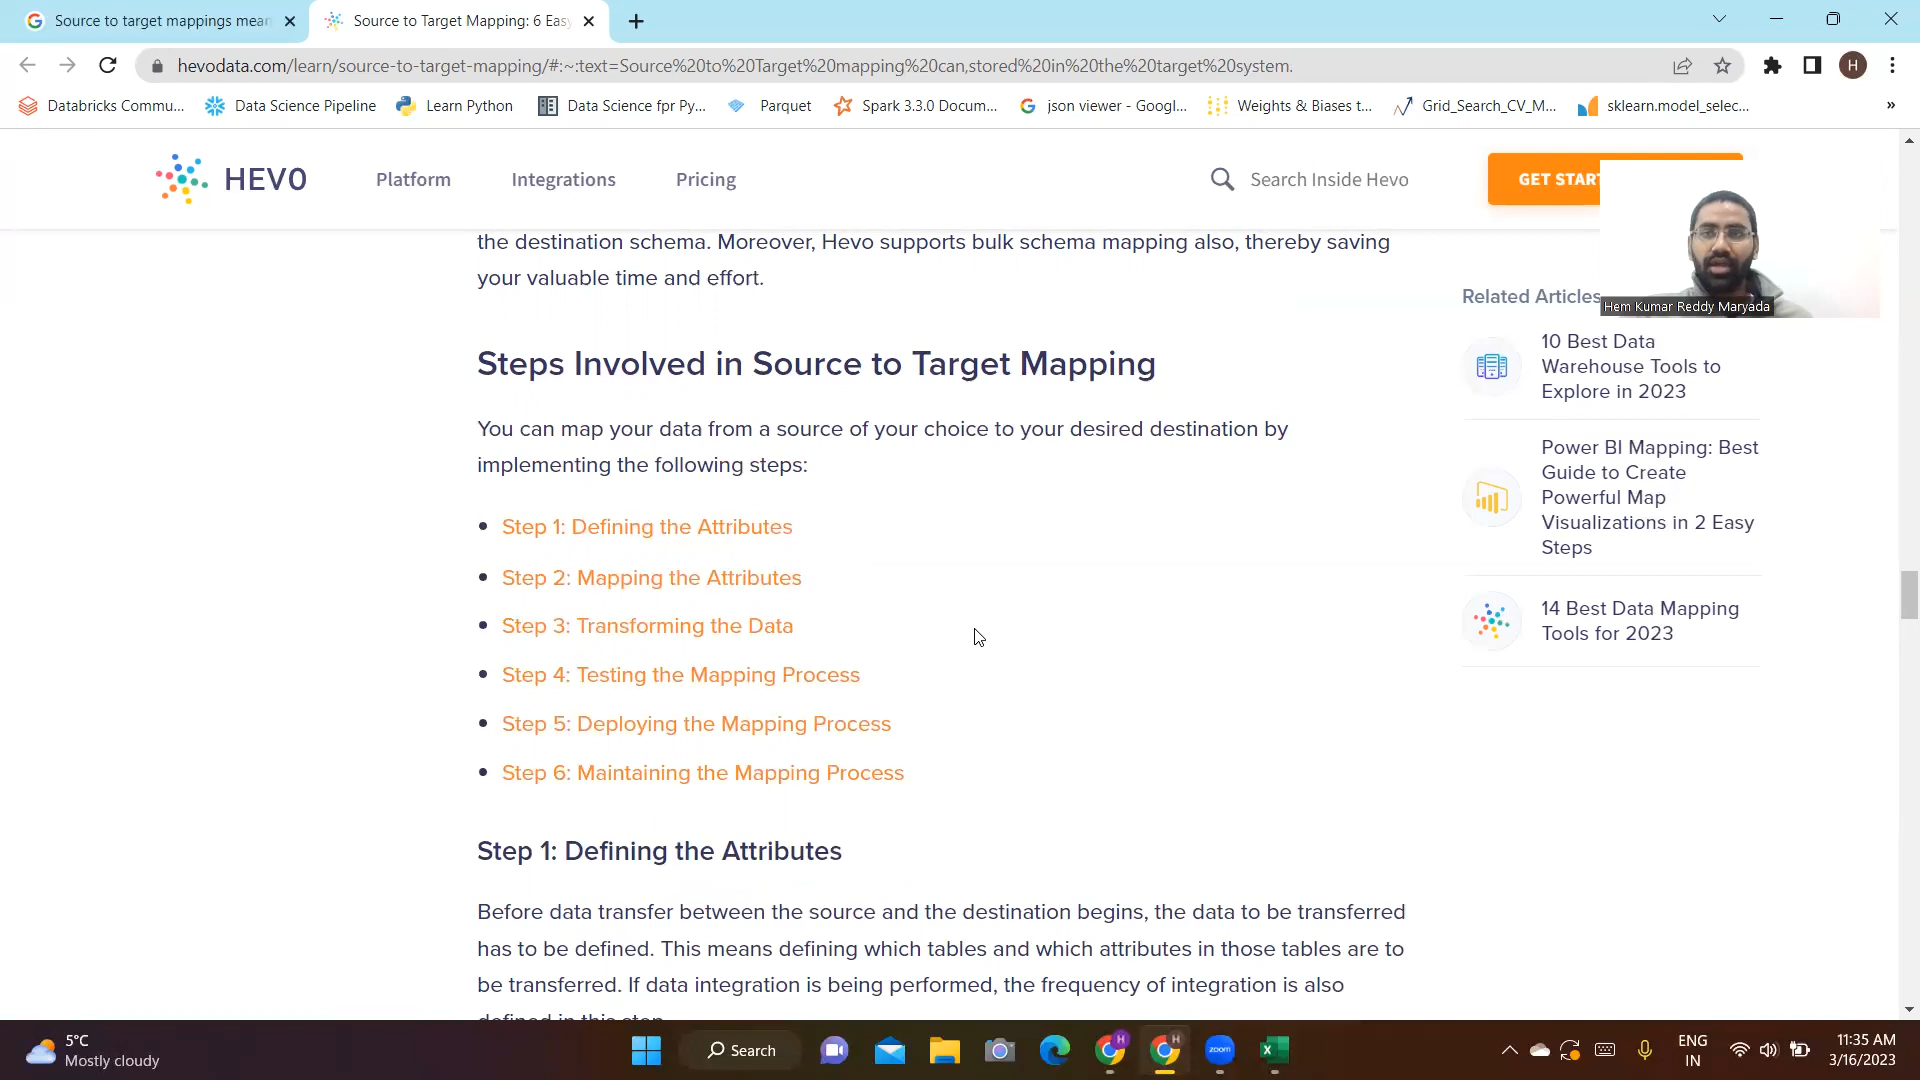 Source to target mappings mean
Source to Target Mapping: 6 Eas
hevodata.com/learn/source-to-target-mapping/#:~:text=Source%20to%20Target%20mapping%20can,stored%20in%20the%20target%20system.
H
Databricks Commu...
Data Science Pipeline
Learn Python
Data Science fpr Py...
Parquet
Spark 3.3.0 Docum...
json viewer - Googl...
Weights & Biases t...
Grid_Search_CV_M...
sklearn.model_selec...
»
HEVO
Platform
Integrations
Pricing
Search Inside Hevo
GET START
the destination schema. Moreover, Hevo supports bulk schema mapping also, thereby saving
your valuable time and effort.
Related Articles
Hem Kumar Reddy Maryada
Steps Involved in Source to Target Mapping
10 Best Data
Warehouse Tools to
Explore in 2023
You can map your data from a source of your choice to your desired destination by
implementing the following steps:
Power BI Mapping: Best
Guide to Create
Powerful Map
Visualizations in 2 Easy
Steps
• Step 1: Defining the Attributes
• Step 2: Mapping the Attributes
• Step 3: Transforming the Data
• Step 4: Testing the Mapping Process
• Step 5: Deploying the Mapping Process
• Step 6: Maintaining the Mapping Process
14 Best Data Mapping
Tools for 2023
Step 1: Defining the Attributes
Before data transfer between the source and the destination begins, the data to be transferred
has to be defined. This means defining which tables and which attributes in those tables are to
be transferred. If data integration is being performed, the frequency of integration is also
defined in this step.
5°C
Mostly cloudy
Search
zoom
ENG
IN
11:35 AM
3/16/2023